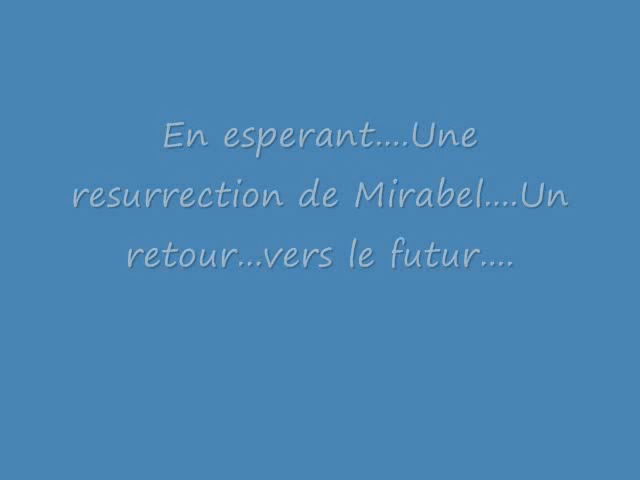 En esperant....Une
resurrection de Mirabel....Un
retour...vers le futur....